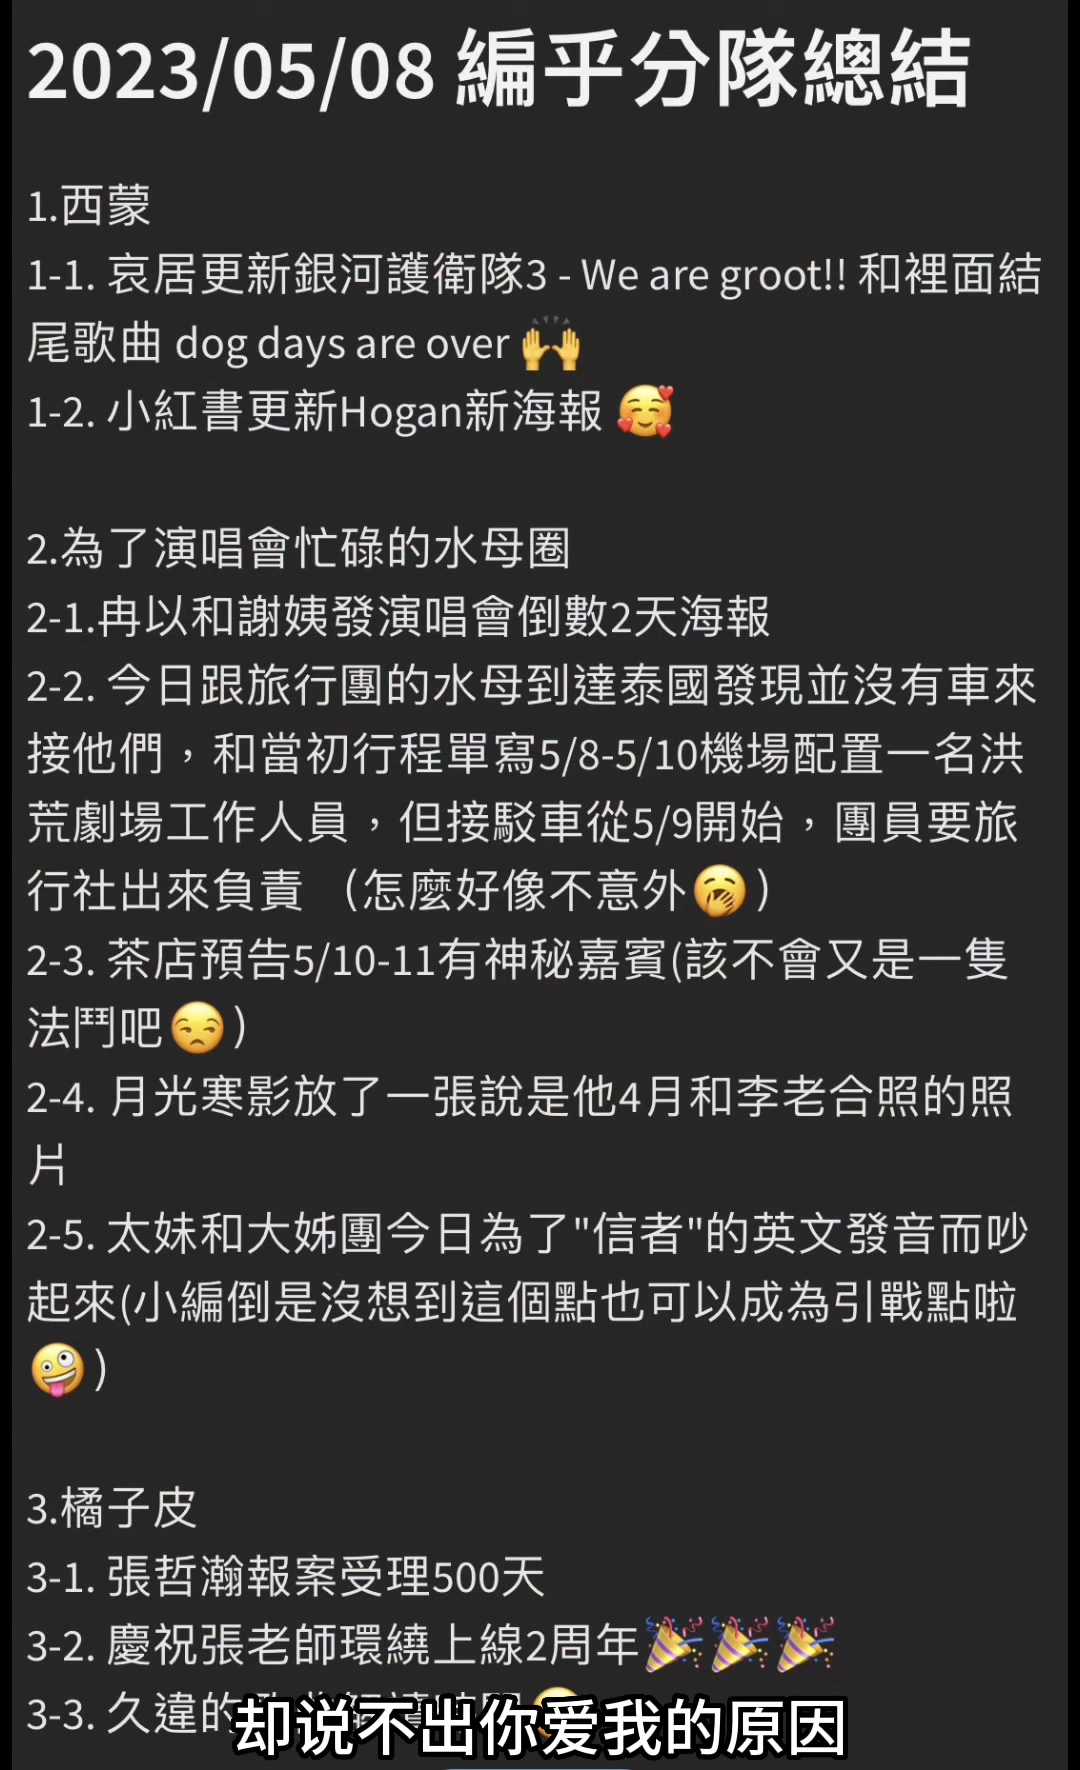 2023/05/08 編乎分隊總結
1.西蒙
1-1. 哀居更新銀河護衛隊3 - We are groot!! 和裡面結
尾歌曲 dog days are over 🙌
1-2. 小紅書更新Hogan新海報 🥰
2.為了演唱會忙碌的水母圈
2-1.冉以和謝姨發演唱會倒數2天海報
2-2. 今日跟旅行團的水母到達泰國發現並沒有車來
接他們，和當初行程單寫5/8-5/10機場配置一名洪
荒劇場工作人員，但接駁車從5/9開始，團員要旅
行社出來負責 （怎麼好像不意外🥱）
2-3. 茶店預告5/10-11有神秘嘉賓(該不會又是一隻
法鬥吧😒)
2-4. 月光寒影放了一張說是他4月和李老合照的照
片
2-5. 太妹和大姊團今日為了"信者"的英文發音而吵
起來(小編倒是沒想到這個點也可以成為引戰點啦
🤪)
3.橘子皮
3-1. 張哲瀚報案受理500天
3-2. 慶祝張老師環繞上線2周年🎉🎉🎉
3-3. 久違的
却说不出你爱我的原因